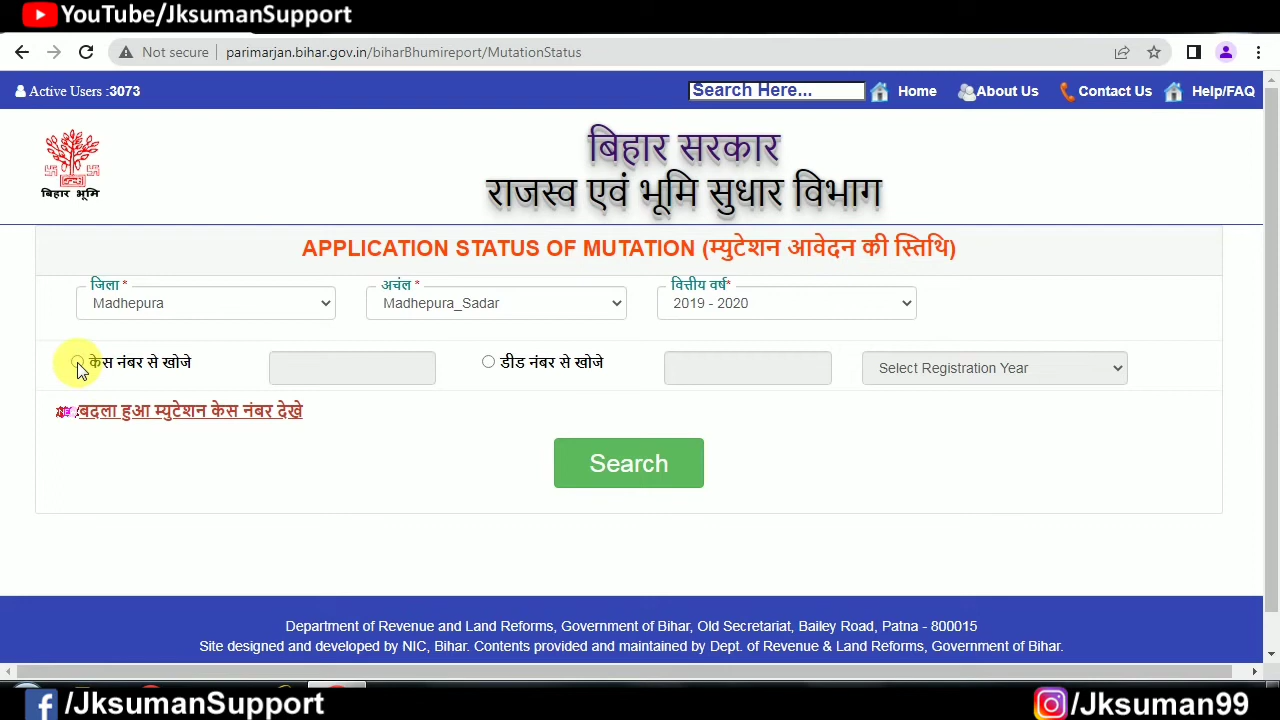 YouTube/JksumanSupport
Not secure parimarjan.bihar.gov.in/biharBhumireport/MutationStatus
Active Users :3073 Search Here... Home About Us Contact Us Help/FAQ
बिहार सरकार
राजस्व एवं भूमि सुधार विभाग
बिहार भूमि
APPLICATION STATUS OF MUTATION (म्युटेशन आवेदन की स्तिथि)
जिला * अचंल * वित्तीय वर्ष*
Madhepura Madhepura_Sadar 2019 - 2020
केस नंबर से खोजे डीड नंबर से खोजे Select Registration Year
बदला हुआ म्युटेशन केस नंबर देखे
Search
Department of Revenue and Land Reforms, Government of Bihar, Old Secretariat, Bailey Road, Patna - 800015
Site designed and developed by NIC, Bihar. Contents provided and maintained by Dept. of Revenue & Land Reforms, Government of Bihar.
/JksumanSupport /Jksuman99